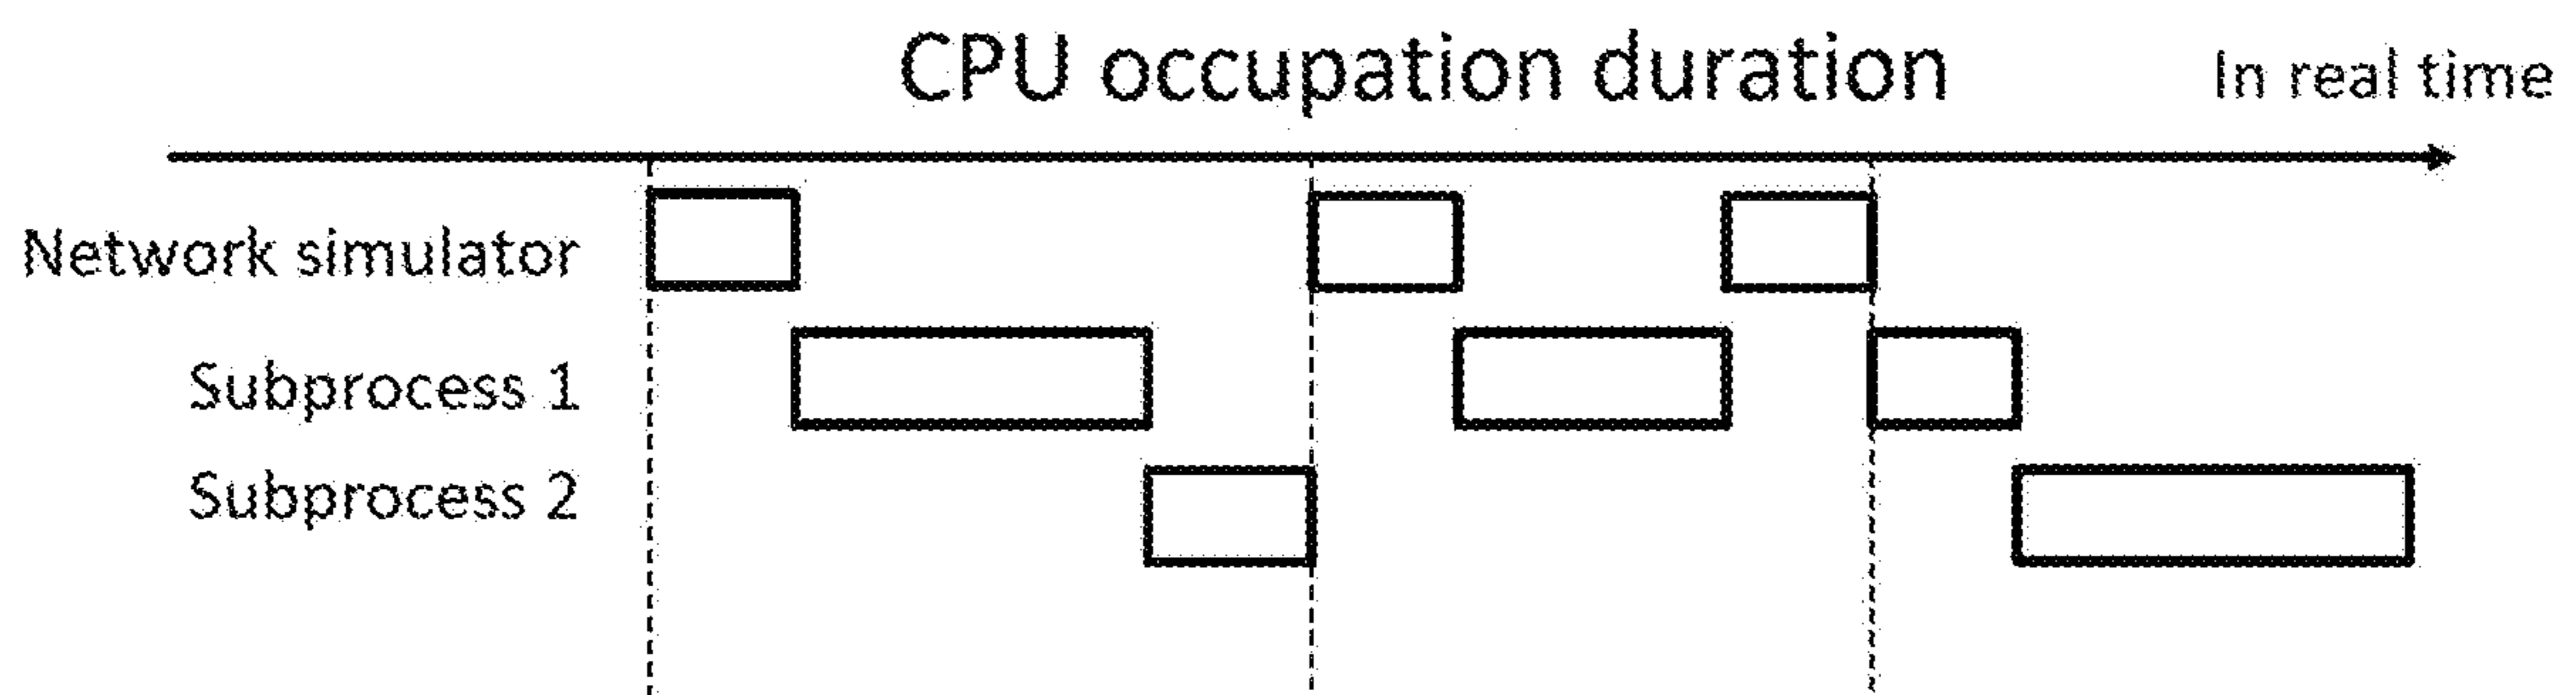 CPU occupation duration
In real time
Network simulator
Subprocess 1
Subprocess 2